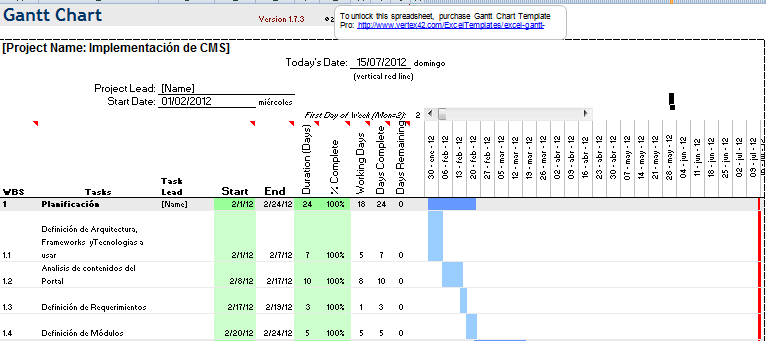 Gantt Chart
Version 1.7.3
To unlock this spreadsheet, purchase Gantt Chart Template
Pro: http://www.vertex42.com/ExcelTemplates/excel-gantt-
[Project Name: Implementación de CMS]
Today's Date: 15/07/2012 domingo
(vertical red line)
Project Lead: [Name]
Start Date: 01/02/2012 miércoles
First Day of Week (Mon=2): 2
WBS Tasks Task Lead Start End Duration (Days) % Complete Working Days Days Complete Days Remaining 30 - ene - 12 06 - feb - 12 13 - feb - 12 20 - feb - 12 27 - feb - 12 05 - mar - 12 12 - mar - 12 19 - mar - 12 26 - mar - 12 02 - abr - 12 09 - abr - 12 16 - abr - 12 23 - abr - 12 30 - abr - 12 07 - may - 12 14 - may - 12 21 - may - 12 28 - may - 12 04 - jun - 12 11 - jun - 12 18 - jun - 12 25 - jun - 12 02 - jul - 12 09 - jul - 12
1 Planificación [Name] 2/1/12 2/24/12 24 100% 18 24 0
Definición de Arquitectura,
Frameworks yTecnologias a
1.1 usar 2/1/12 2/7/12 7 100% 5 7 0
Analisis de contenidos del
1.2 Portal 2/8/12 2/17/12 10 100% 8 10 0
1.3 Definición de Requerimientos 2/17/12 2/19/12 3 100% 1 3 0
1.4 Definición de Módulos 2/20/12 2/24/12 5 100% 5 5 0